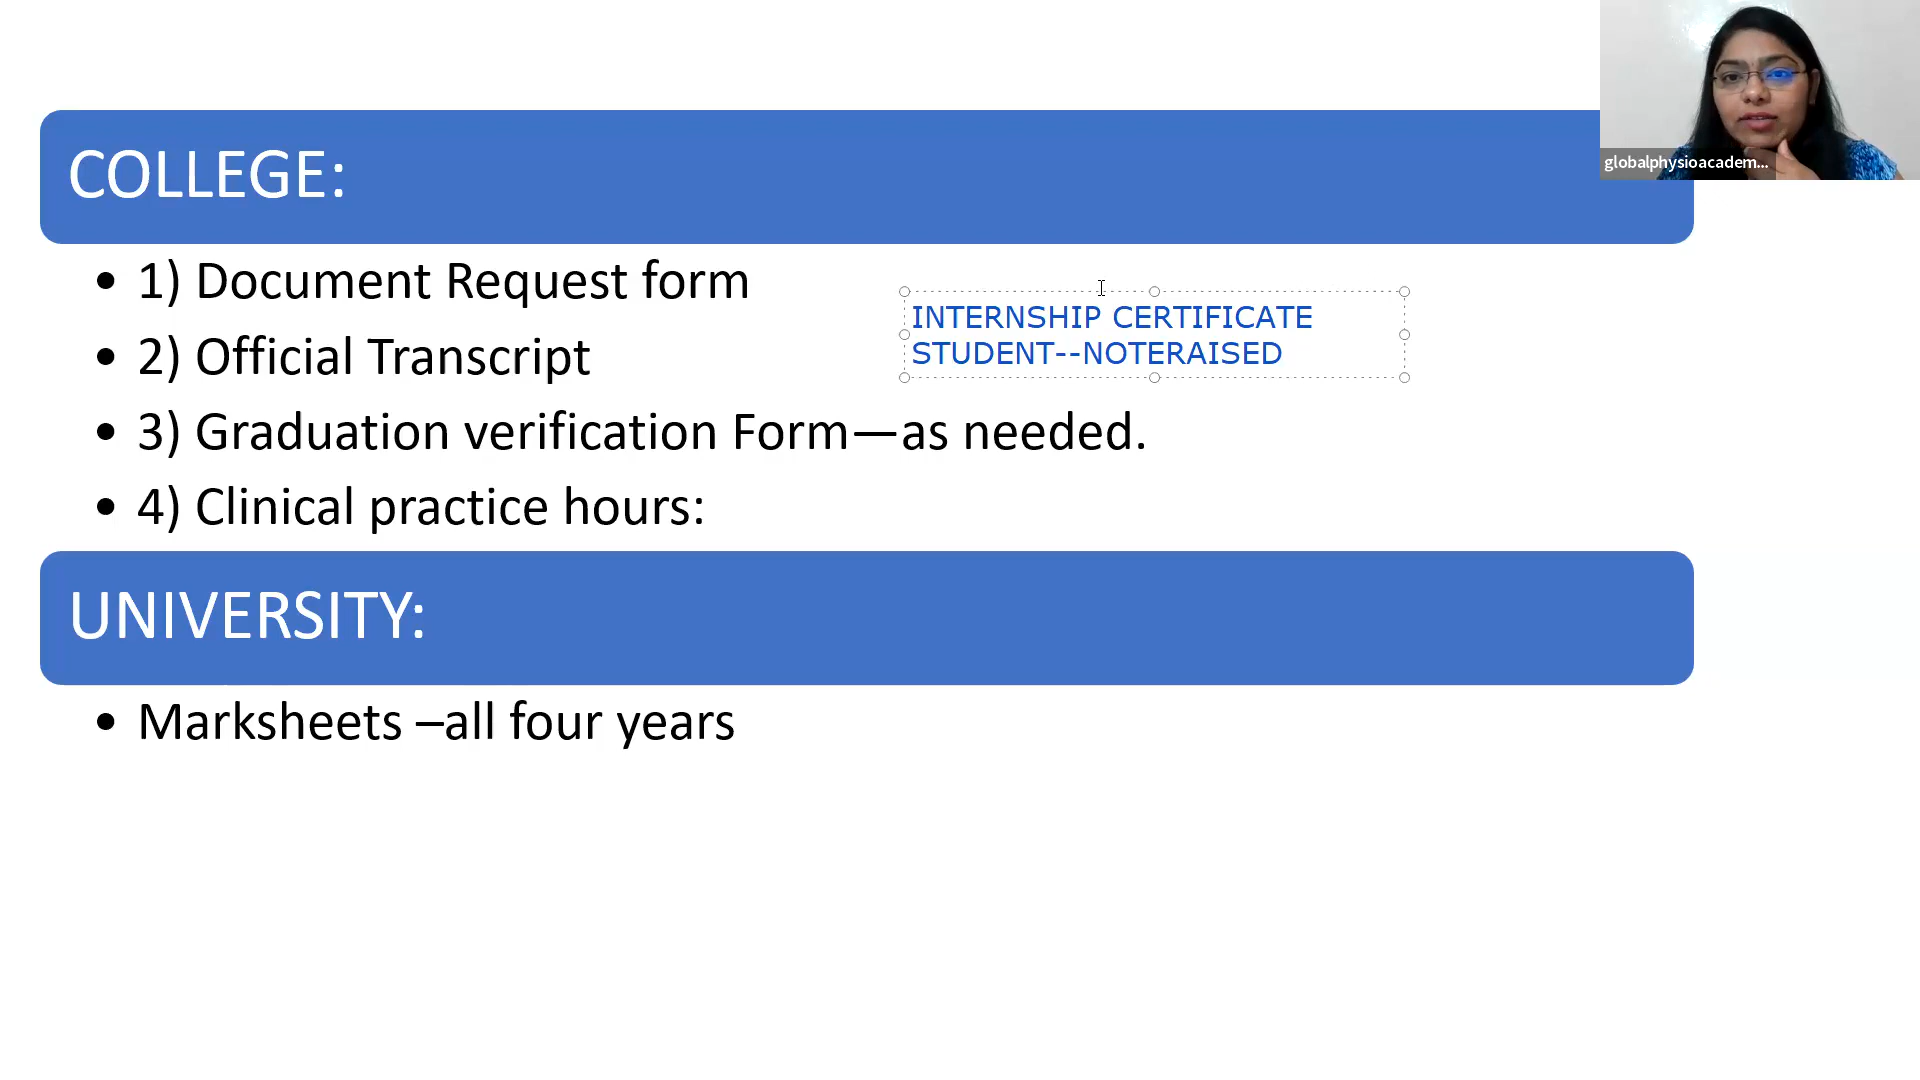 COLLEGE:
globalphysioacadem...
• 1) Document Request form
INTERNSHIP CERTIFICATE
STUDENT--NOTERAISED
• 2) Official Transcript
• 3) Graduation verification Form—as needed.
• 4) Clinical practice hours:
UNIVERSITY:
• Marksheets –all four years